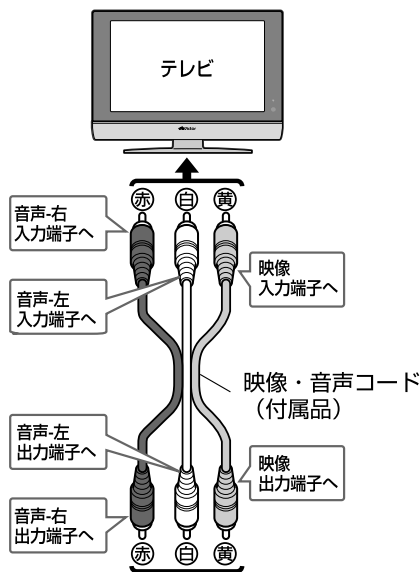 テレビ
Victor
赤 白 黄
音声-右
入力端子へ
音声-左
入力端子へ
映像
入力端子へ
映像・音声コード
（付属品）
音声-左
出力端子へ
映像
出力端子へ
音声-右
出力端子へ
赤 白 黄